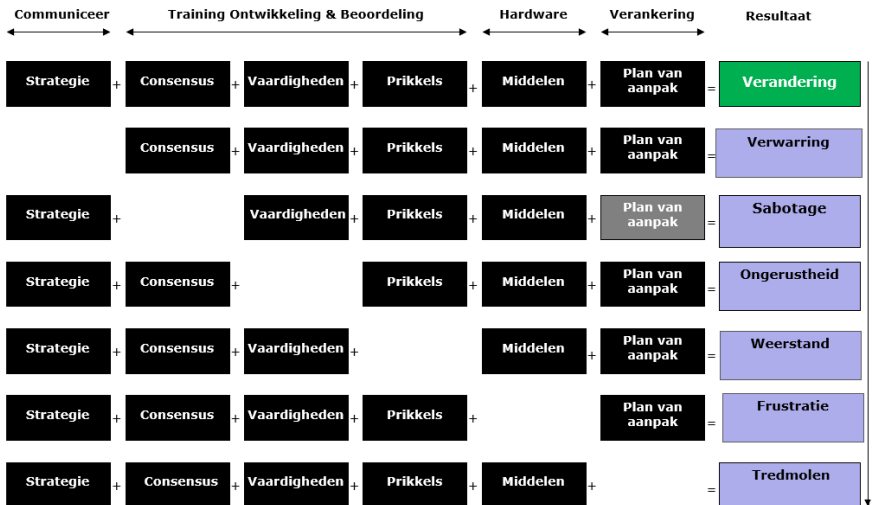 Communiceer Training Ontwikkeling & Beoordeling Hardware Verankering Resultaat
Strategie + Consensus + Vaardigheden + Prikkels + Middelen + Plan van aanpak = Verandering
Consensus + Vaardigheden + Prikkels + Middelen + Plan van aanpak = Verwarring
Strategie + Vaardigheden + Prikkels + Middelen + Plan van aanpak = Sabotage
Strategie + Consensus + Prikkels + Middelen + Plan van aanpak = Ongerustheid
Strategie + Consensus + Vaardigheden + Middelen + Plan van aanpak = Weerstand
Strategie + Consensus + Vaardigheden + Prikkels + Plan van aanpak = Frustratie
Strategie + Consensus + Vaardigheden + Prikkels + Middelen + = Tredmolen